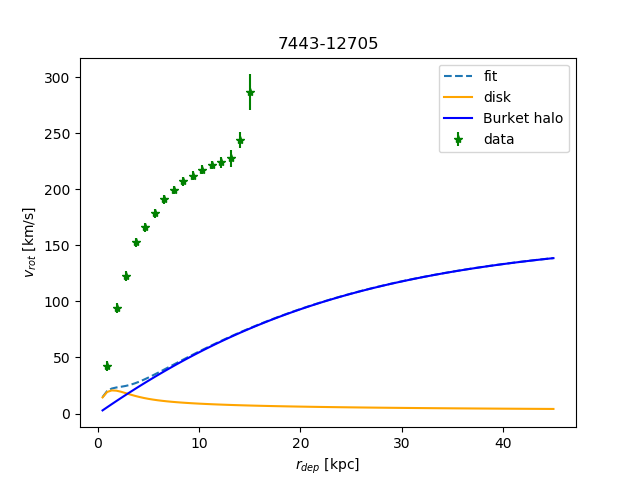 7443-12705
300
250
200
150
100
50
0
v_rot [km/s]
fit
disk
Burket halo
data
0 10 20 30 40
r_dep [kpc]